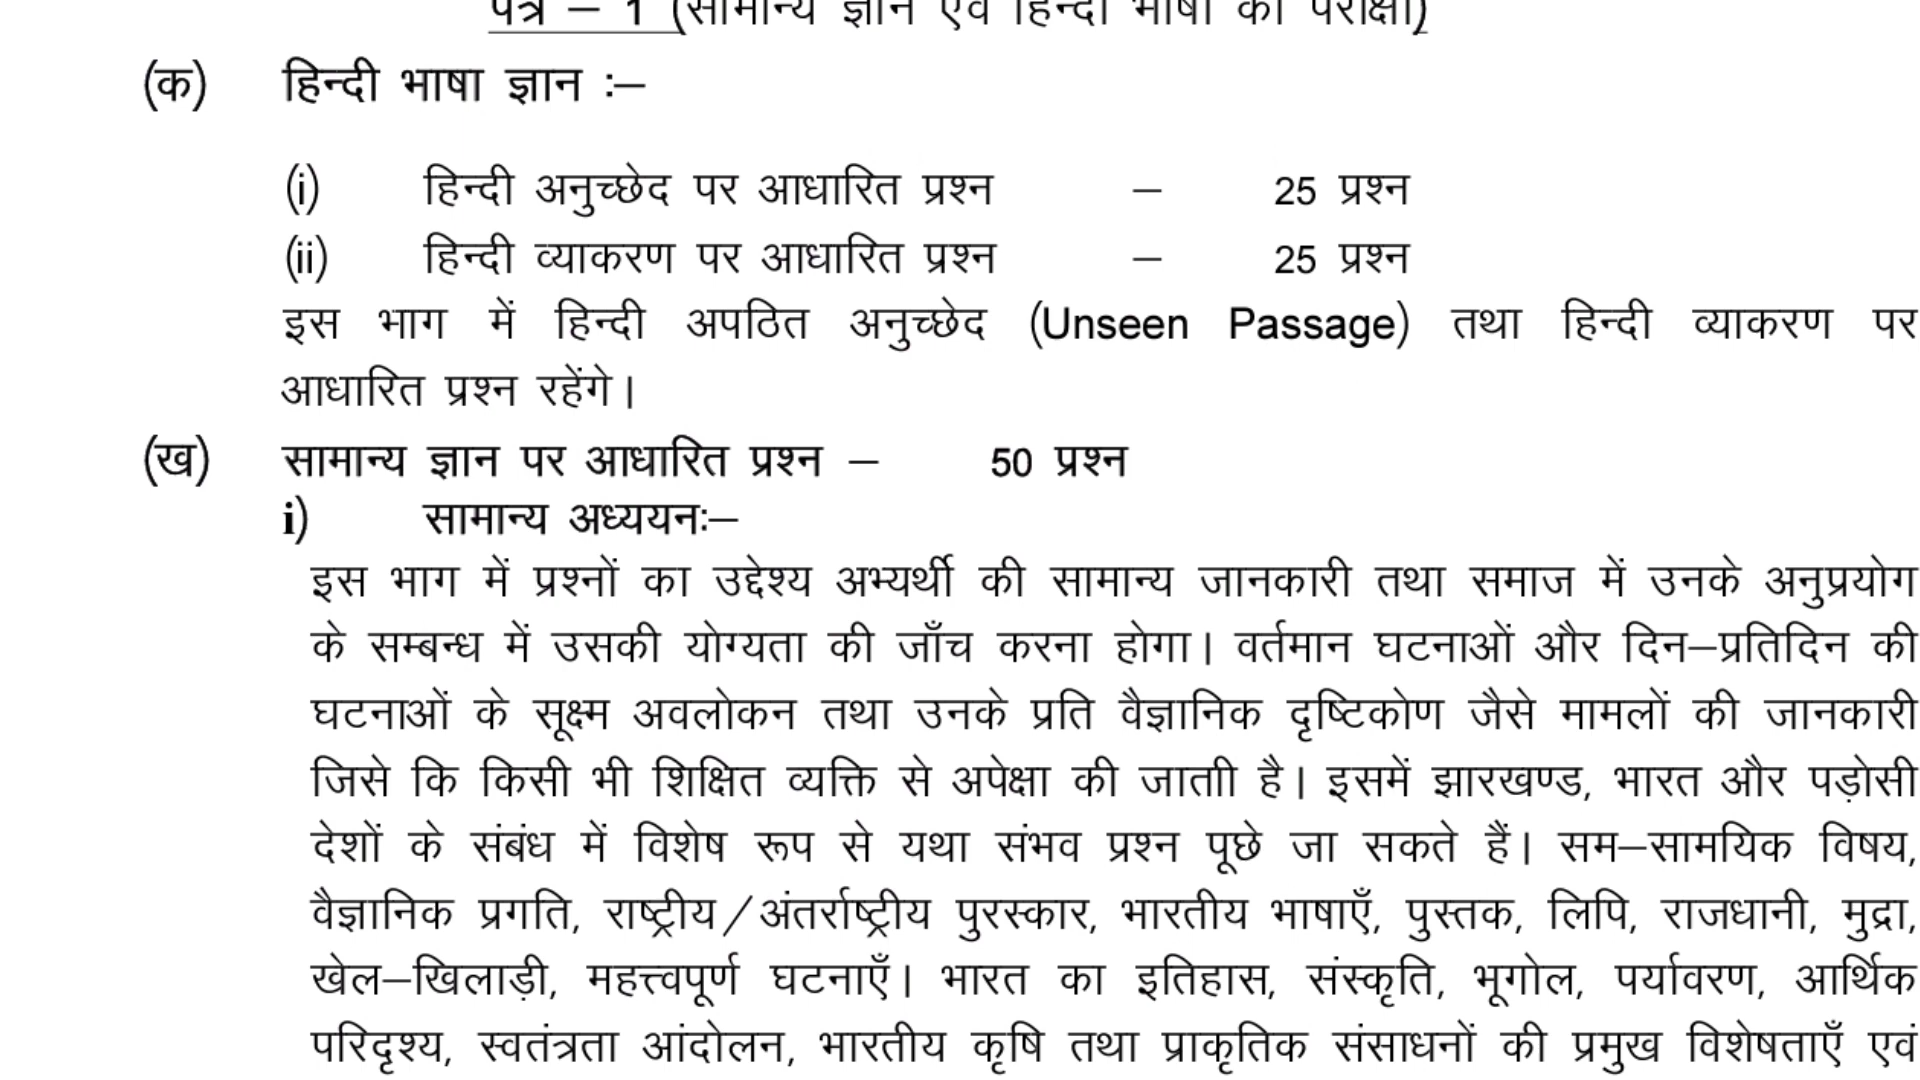 पत्र – 1 (सामान्य ज्ञान एवं हिन्दी भाषा की परीक्षा)
(क) हिन्दी भाषा ज्ञान :–
(i) हिन्दी अनुच्छेद पर आधारित प्रश्न – 25 प्रश्न
(ii) हिन्दी व्याकरण पर आधारित प्रश्न – 25 प्रश्न
इस भाग में हिन्दी अपठित अनुच्छेद (Unseen Passage) तथा हिन्दी व्याकरण पर
आधारित प्रश्न रहेंगे।
(ख) सामान्य ज्ञान पर आधारित प्रश्न – 50 प्रश्न
i) सामान्य अध्ययनः–
इस भाग में प्रश्नों का उद्देश्य अभ्यर्थी की सामान्य जानकारी तथा समाज में उनके अनुप्रयोग
के सम्बन्ध में उसकी योग्यता की जाँच करना होगा। वर्तमान घटनाओं और दिन–प्रतिदिन की
घटनाओं के सूक्ष्म अवलोकन तथा उनके प्रति वैज्ञानिक दृष्टिकोण जैसे मामलों की जानकारी
जिसे कि किसी भी शिक्षित व्यक्ति से अपेक्षा की जाताी है। इसमें झारखण्ड, भारत और पड़ोसी
देशों के संबंध में विशेष रूप से यथा संभव प्रश्न पूछे जा सकते हैं। सम–सामयिक विषय,
वैज्ञानिक प्रगति, राष्ट्रीय/अंतर्राष्ट्रीय पुरस्कार, भारतीय भाषाएँ, पुस्तक, लिपि, राजधानी, मुद्रा,
खेल–खिलाड़ी, महत्त्वपूर्ण घटनाएँ। भारत का इतिहास, संस्कृति, भूगोल, पर्यावरण, आर्थिक
परिदृश्य, स्वतंत्रता आंदोलन, भारतीय कृषि तथा प्राकृतिक संसाधनों की प्रमुख विशेषताएँ एवं